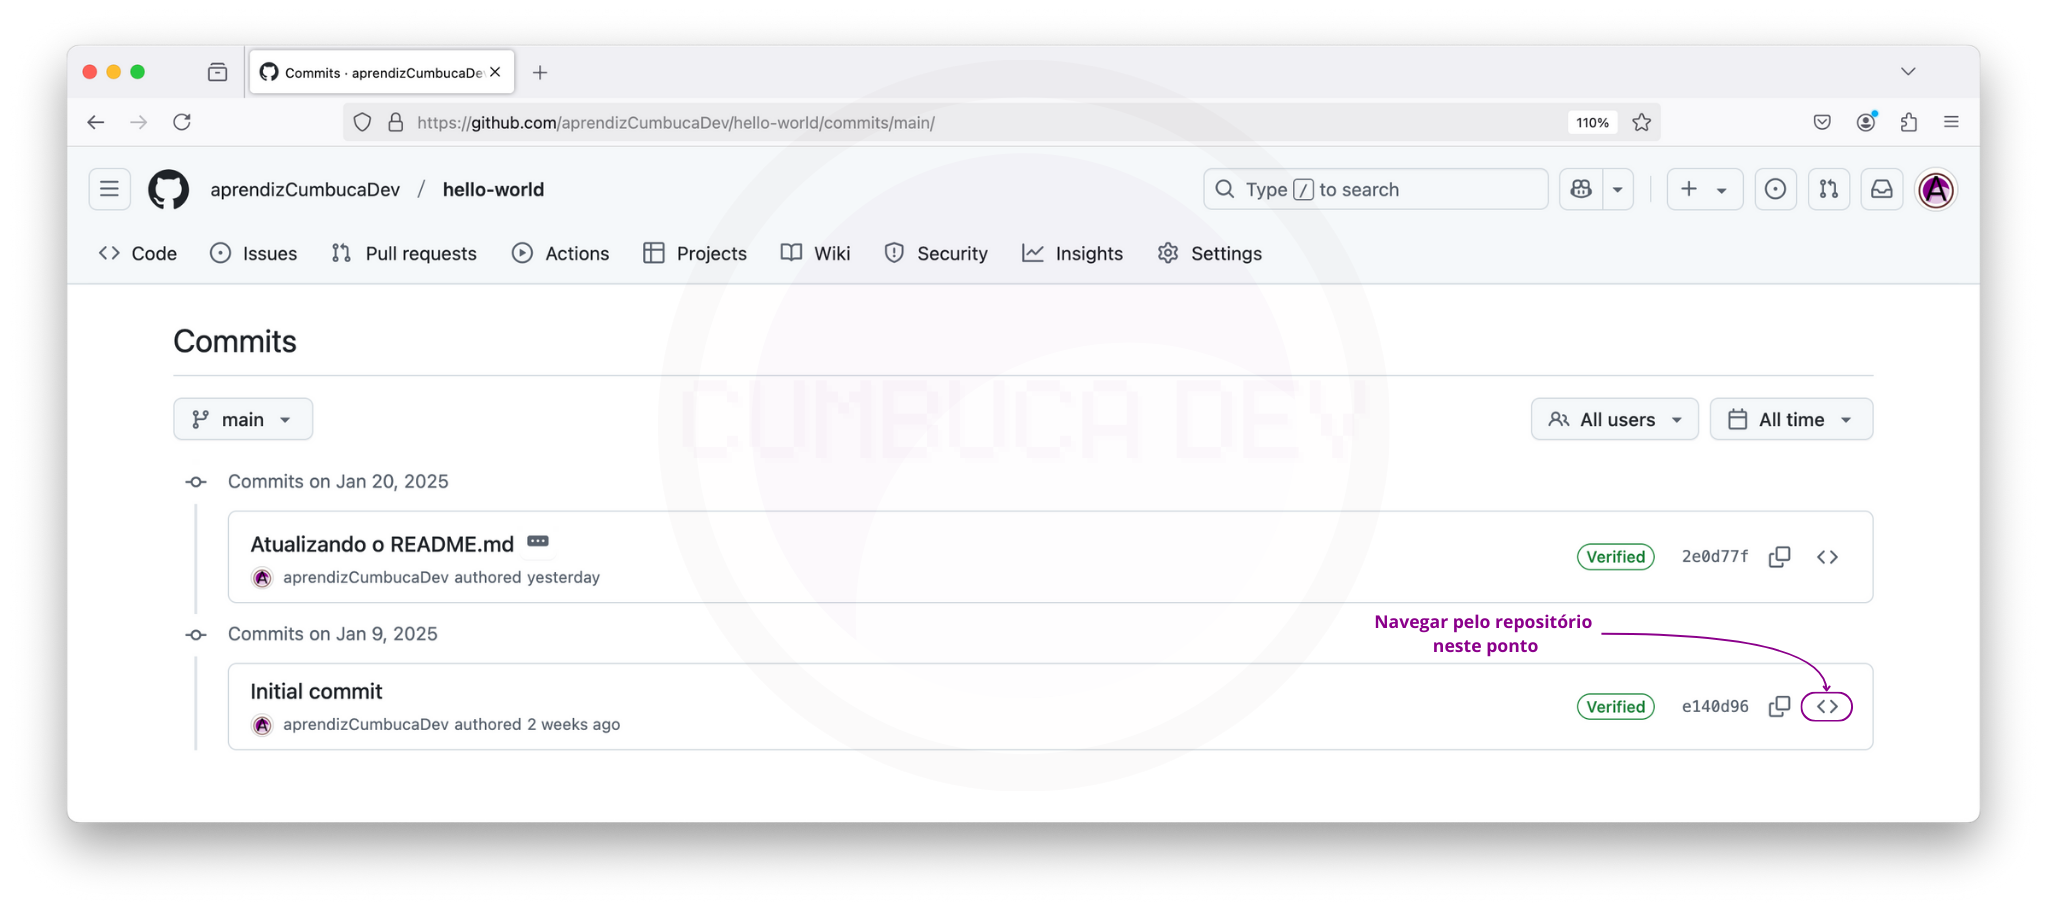 Commits · aprendizCumbucaDe
https://github.com/aprendizCumbucaDev/hello-world/commits/main/
110%
aprendizCumbucaDev / hello-world
Type / to search
Code
Issues
Pull requests
Actions
Projects
Wiki
Security
Insights
Settings
Commits
CUMBUCA DEV
main
All users
All time
Commits on Jan 20, 2025
Atualizando o README.md
aprendizCumbucaDev authored yesterday
Verified
2e0d77f
Commits on Jan 9, 2025
Navegar pelo repositório
neste ponto
Initial commit
aprendizCumbucaDev authored 2 weeks ago
Verified
e140d96